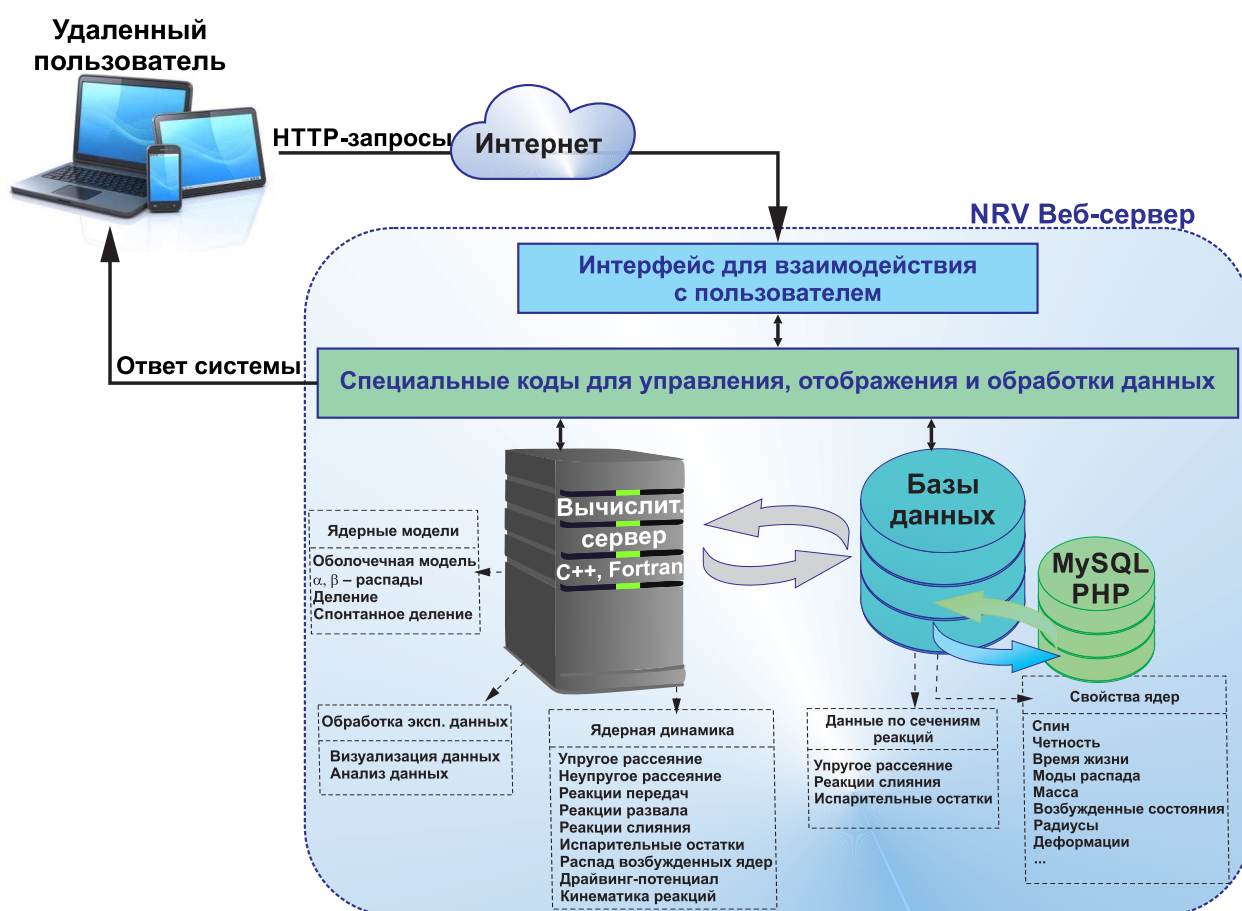 Удаленный
пользователь
HTTP-запросы
Интернет
NRV Веб-сервер
Интерфейс для взаимодействия
с пользователем
Ответ системы
Специальные коды для управления, отображения и обработки данных
Вычислит.
сервер
C++, Fortran
Базы
данных
MySQL
PHP
Ядерные модели
Оболочечная модель
α, β – распады
Деление
Спонтанное деление
Обработка эксп. данных
Визуализация данных
Анализ данных
Ядерная динамика
Упругое рассеяние
Неупругое рассеяние
Реакции передач
Реакции развала
Реакции слияния
Испарительные остатки
Распад возбужденных ядер
Драйвинг-потенциал
Кинематика реакций
Данные по сечениям
реакций
Упругое рассеяние
Реакции слияния
Испарительные остатки
Свойства ядер
Спин
Четность
Время жизни
Моды распада
Масса
Возбужденные состояния
Радиусы
Деформации
...